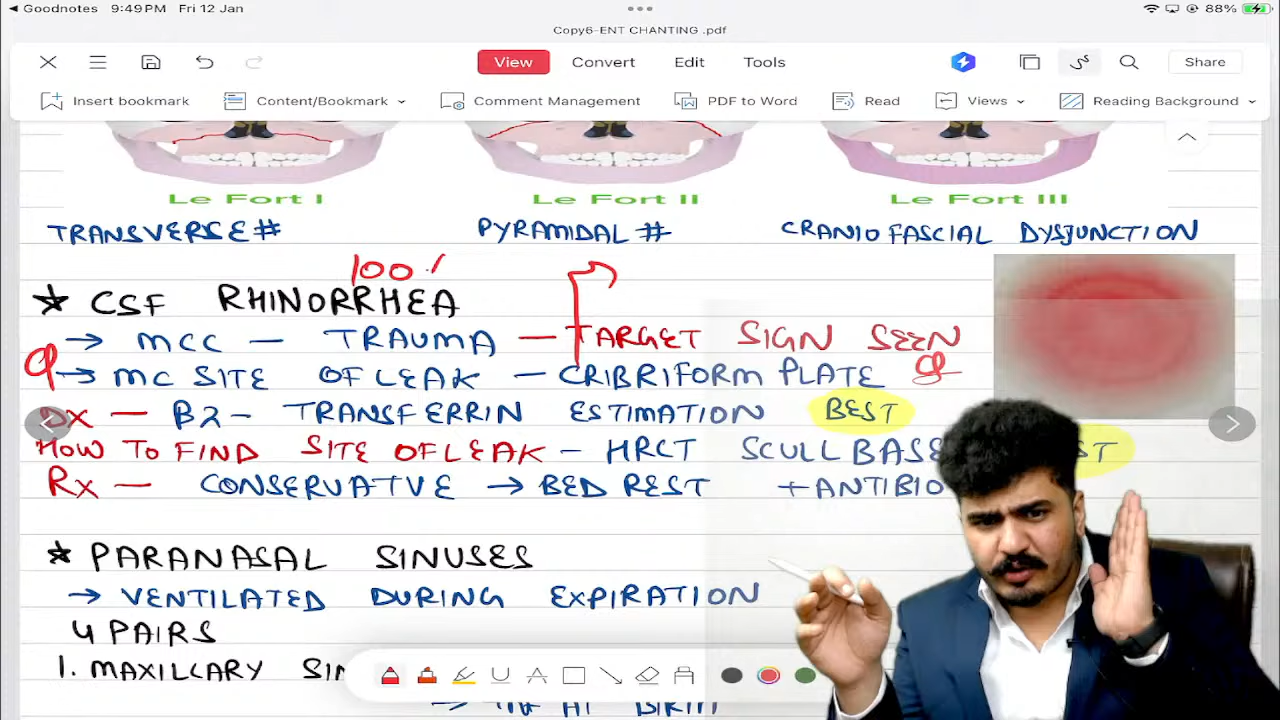 Goodnotes 9:49 PM Fri 12 Jan 88%
Copy6-ENT CHANTING .pdf
View Convert Edit Tools Share
Insert bookmark Content/Bookmark Comment Management PDF to Word Read Views Reading Background
Le Fort I Le Fort II Le Fort III
TRANSVERSE # PYRAMIDAL # CRANIOFASCIAL DYSJUNCTION
100 %
★ CSF RHINORRHEA
→ MCC — TRAUMA — TARGET SIGN SEEN
→ MC SITE OF LEAK — CRIBRIFORM PLATE
DX — B2 - TRANSFERRIN ESTIMATION BEST
HOW TO FIND SITE OF LEAK - HRCT SCULL BASE
Rx — CONSERVATVE → BED REST + ANTIBIO
★ PARANASAL SINUSES
→ VENTILATED DURING EXPIRATION
4 PAIRS
1. MAXILLARY